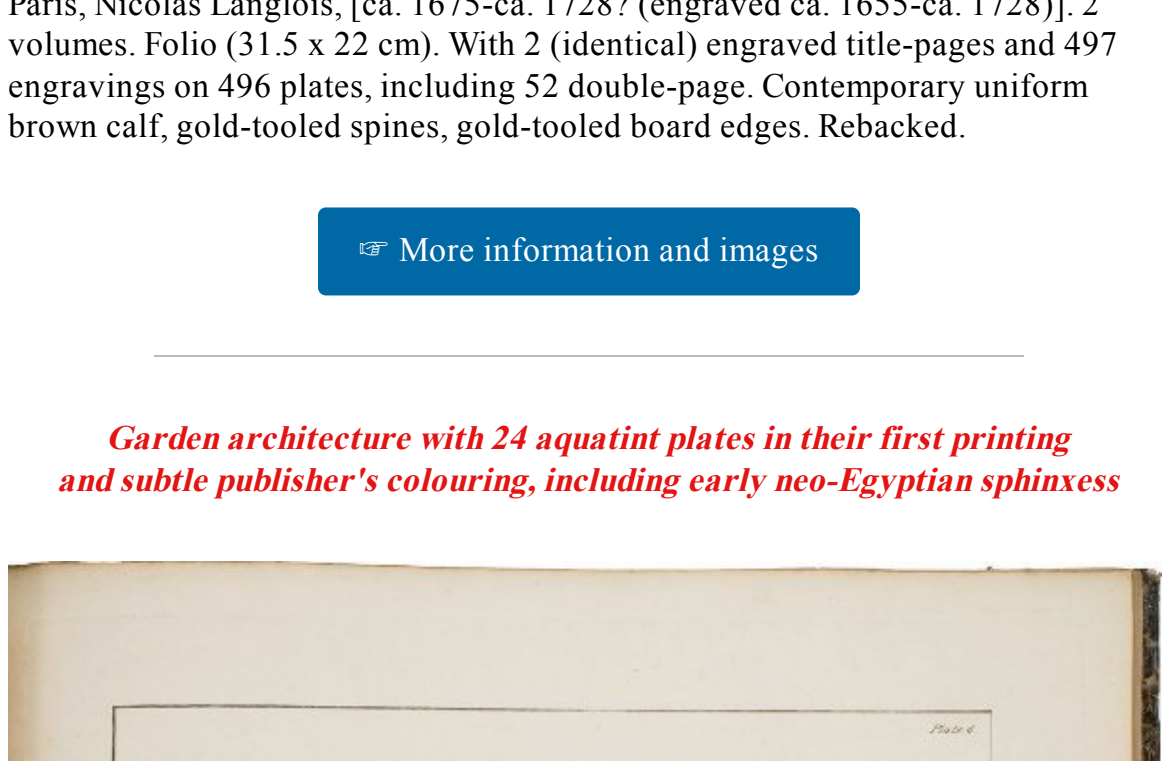 Paris, Nicolas Langlois, [ca. 1675-ca. 1728? (engraved ca. 1655-ca. 1728)]. 2
volumes. Folio (31.5 x 22 cm). With 2 (identical) engraved title-pages and 497
engravings on 496 plates, including 52 double-page. Contemporary uniform
brown calf, gold-tooled spines, gold-tooled board edges. Rebacked.
☞ More information and images
Garden architecture with 24 aquatint plates in their first printing
and subtle publisher's colouring, including early neo-Egyptian sphinxess
Plate 6